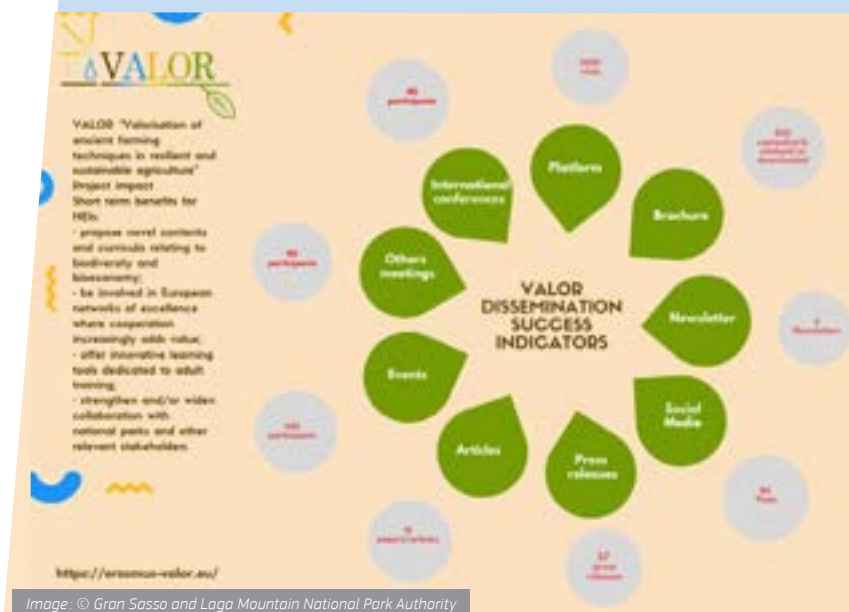 VALOR
VALOR "Valorisation of
ancient farming
techniques in resilient and
sustainable agriculture"
Project impact
Short term benefits for
HEIs:
- propose novel contents
and curricula relating to
biodiversity and
bioeconomy;
- be involved in European
networks of excellence
where cooperation
increasingly adds value;
- offer innovative learning
tools dedicated to adult
training;
- strengthen and/or widen
collaboration with
national parks and other
relevant stakeholders
https://erasmus-valor.eu/
VALOR
DISSEMINATION
SUCCESS
INDICATORS
Platform
Brochure
Newsletter
Social
Media
Press
releases
Articles
Events
Others
meetings
International
conferences
participants
participants
participants
press
releases
Image: © Gran Sasso and Laga Mountain National Park Authority